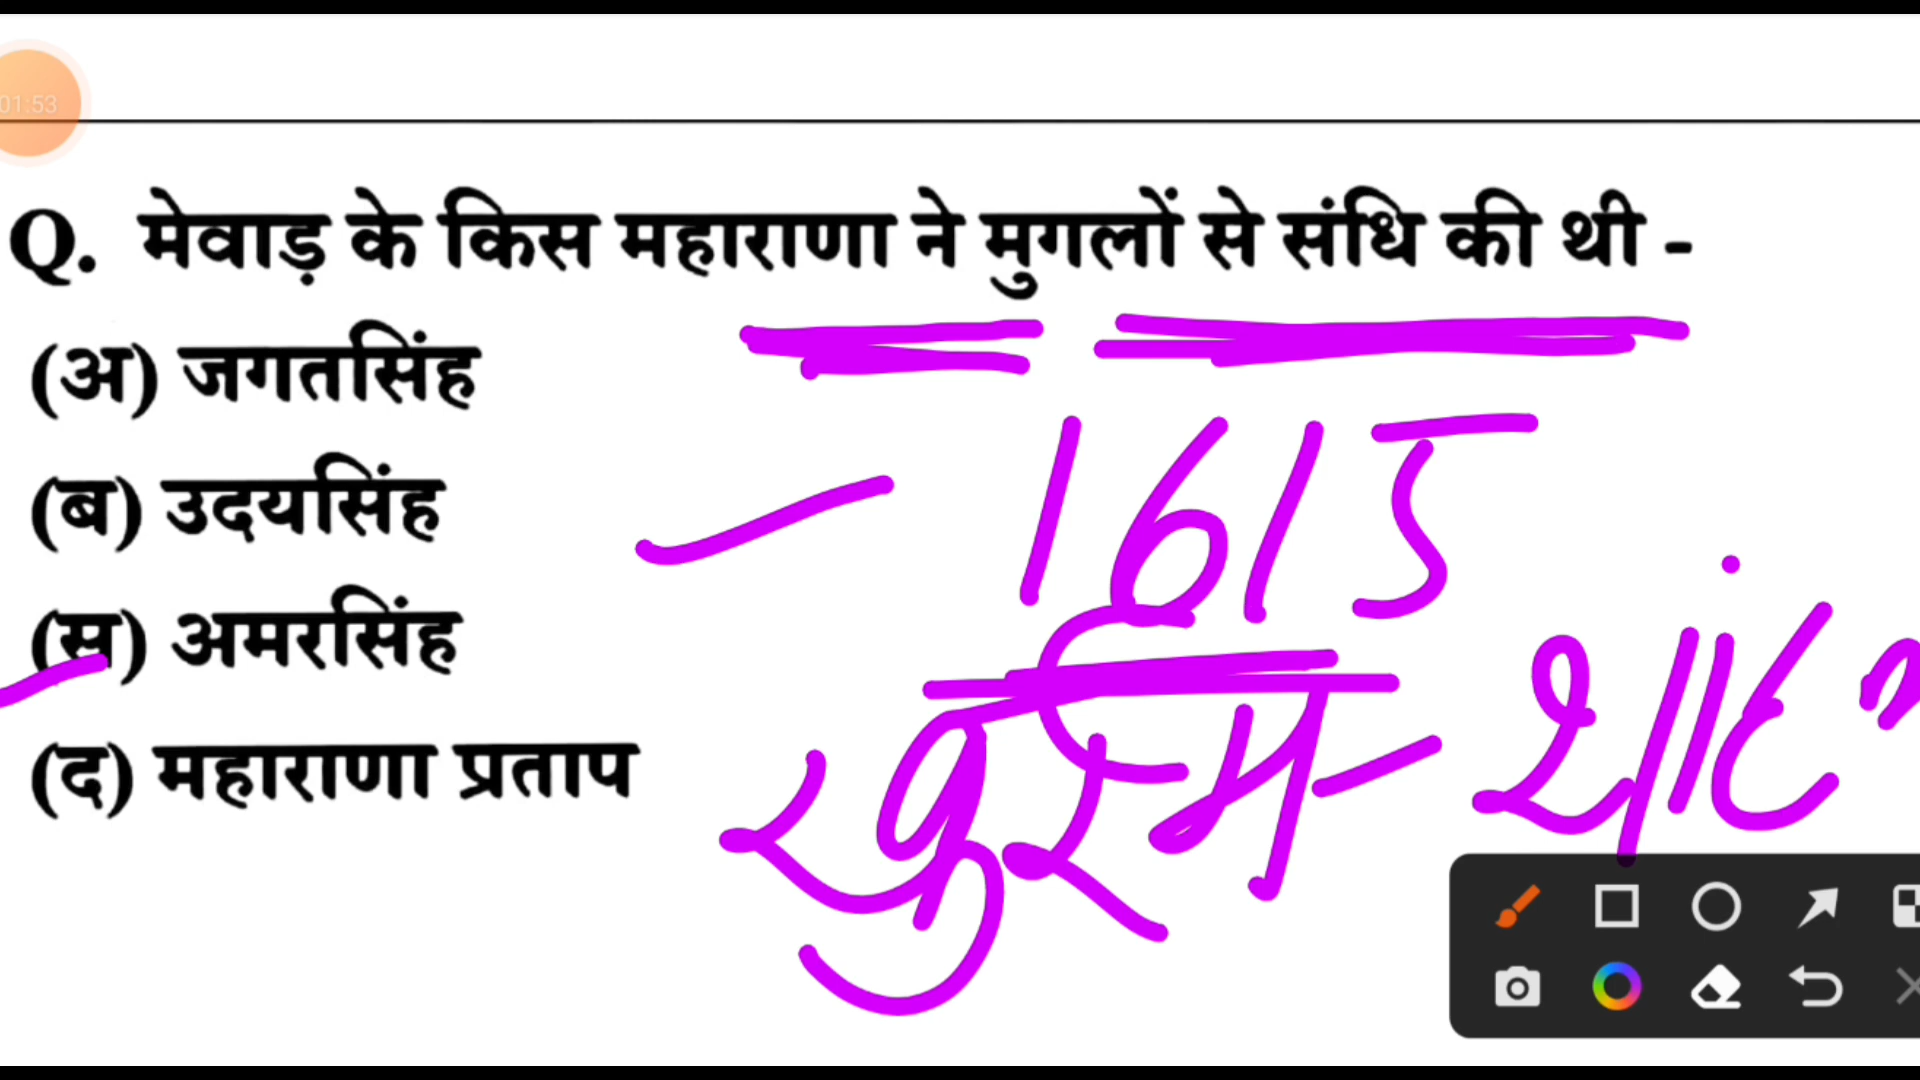 01:53
Q. मेवाड़ के किस महाराणा ने मुगलों से संधि की थी -
(अ) जगतसिंह
(ब) उदयसिंह
(स) अमरसिंह
(द) महाराणा प्रताप
1615
खुर्रम - शाह